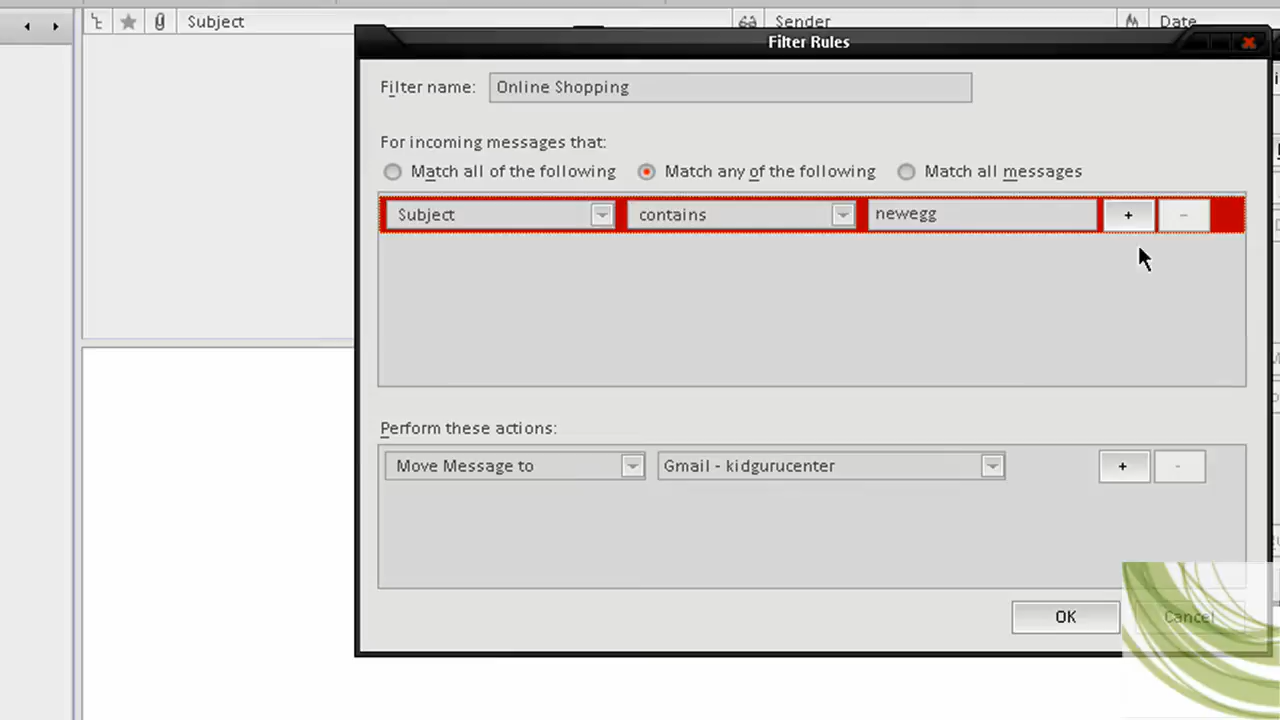 Subject Sender Date
Filter Rules
Filter name: Online Shopping
For incoming messages that:
Match all of the following Match any of the following Match all messages
Subject contains newegg + -
Perform these actions:
Move Message to Gmail - kidgurucenter + -
OK Cancel